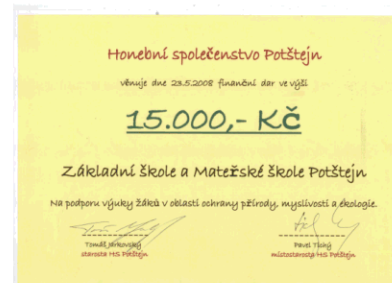 Honební společenstvo Potštejn
věnuje dne 23.5.2008 finanční dar ve výši
15.000,- Kč
Základní škole a Mateřské škole Potštejn
Na podporu výuky žáků v oblasti ochrany přírody, myslivosti a ekologie.
Tomáš Jarkovský
starosta HS Potštejn
Pavel Tichý
místostarosta HS Potštejn